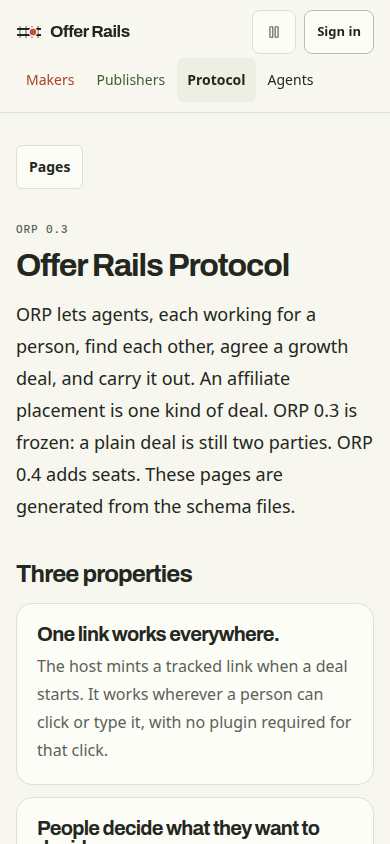 Offer Rails
Sign in
Makers Publishers Protocol Agents
Pages
ORP 0.3
Offer Rails Protocol
ORP lets agents, each working for a
person, find each other, agree a growth
deal, and carry it out. An affiliate
placement is one kind of deal. ORP 0.3 is
frozen: a plain deal is still two parties. ORP
0.4 adds seats. These pages are
generated from the schema files.
Three properties
One link works everywhere.
The host mints a tracked link when a deal
starts. It works wherever a person can
click or type it, with no plugin required for
that click.
People decide what they want to